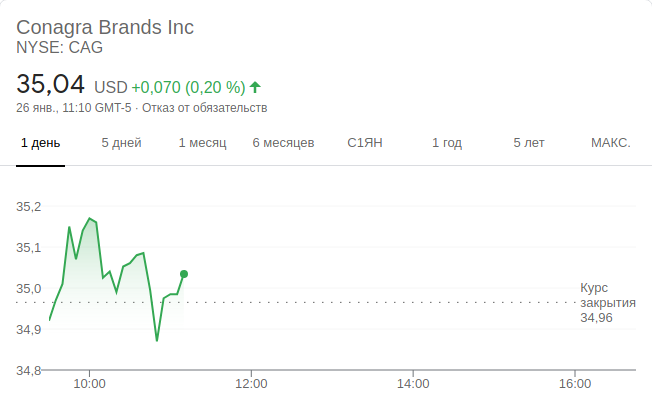 Conagra Brands Inc
NYSE: CAG
35,04 USD +0,070 (0,20 %)
26 янв., 11:10 GMT-5 · Отказ от обязательств
1 день 5 дней 1 месяц 6 месяцев С1ЯН 1 год 5 лет МАКС.
35,2
35,1
35,0
Курс
закрытия
34,96
34,9
34,8
10:00 12:00 14:00 16:00